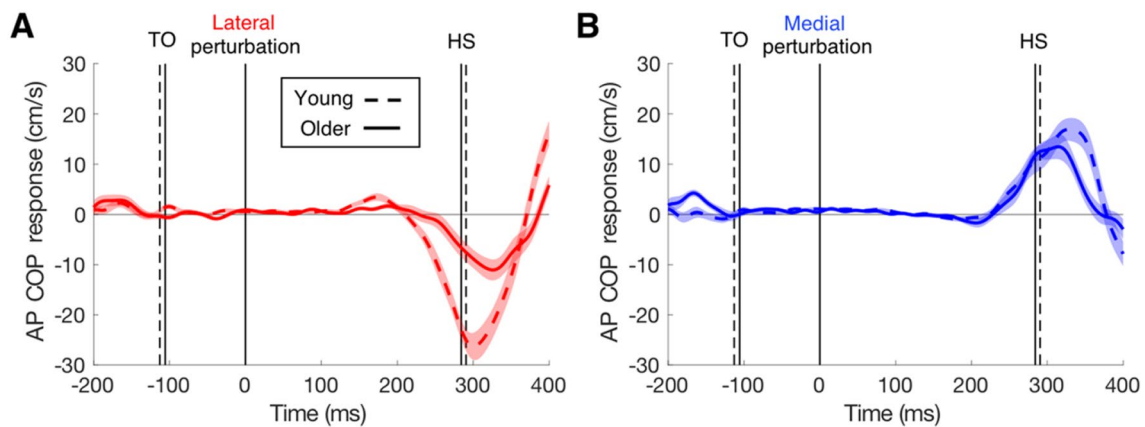 A
Lateral
perturbation
TO
HS
AP COP response (cm/s)
30
20
10
0
-10
-20
-30
Young
Older
-200
-100
0
100
200
300
400
Time (ms)
B
Medial
perturbation
TO
HS
AP COP response (cm/s)
30
20
10
0
-10
-20
-30
-200
-100
0
100
200
300
400
Time (ms)